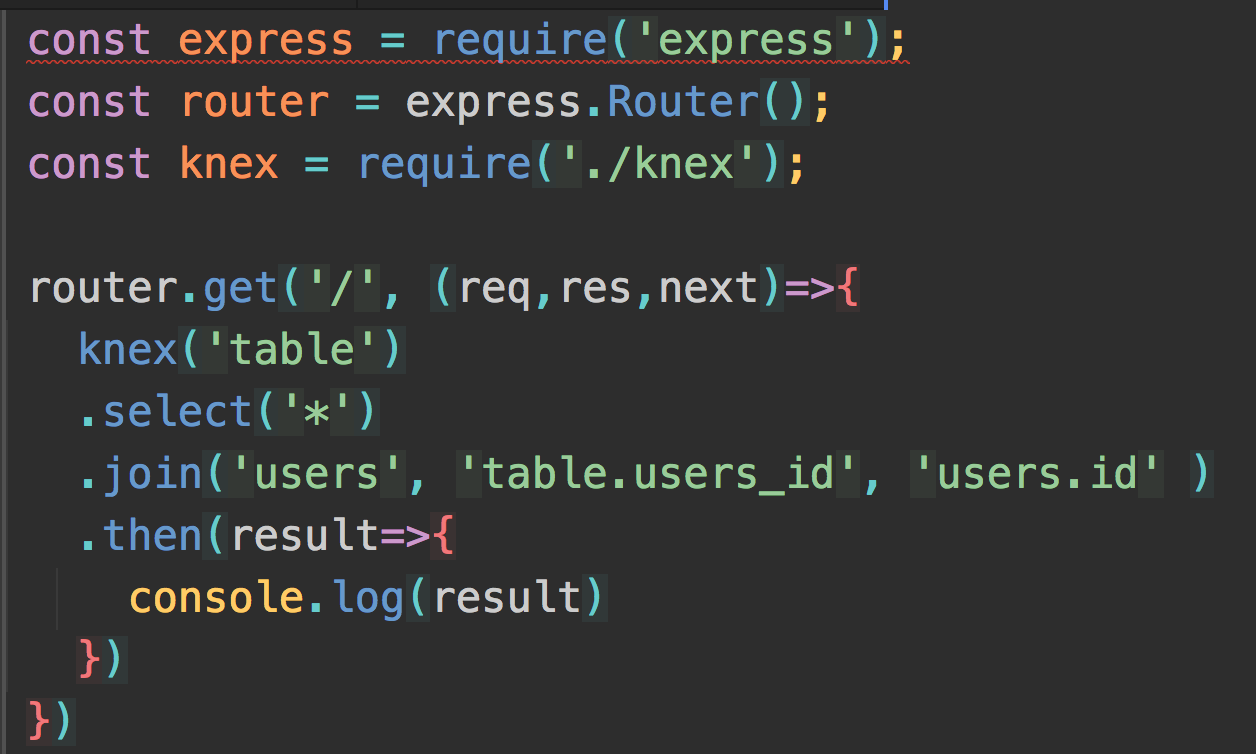 const express = require('express');
const router = express.Router();
const knex = require('./knex');
router.get('/', (req,res,next)=>{
knex('table')
.select('*')
.join('users', 'table.users_id', 'users.id' )
.then(result=>{
console.log(result)
})
})